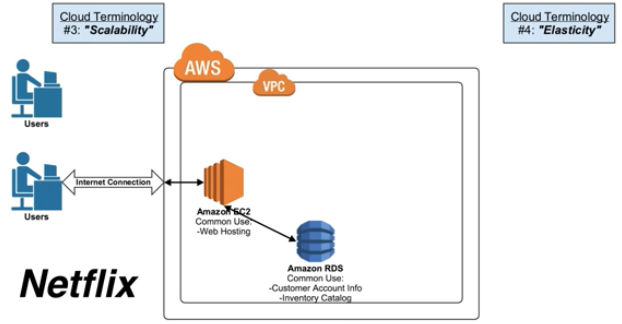 Cloud Terminology
#3: "Scalability"
Cloud Terminology
#4: "Elasticity"
AWS
VPC
Users
Internet Connection
Users
Amazon EC2
Common Use:
-Web Hosting
Amazon RDS
Common Use:
-Customer Account Info
-Inventory Catalog
Netflix